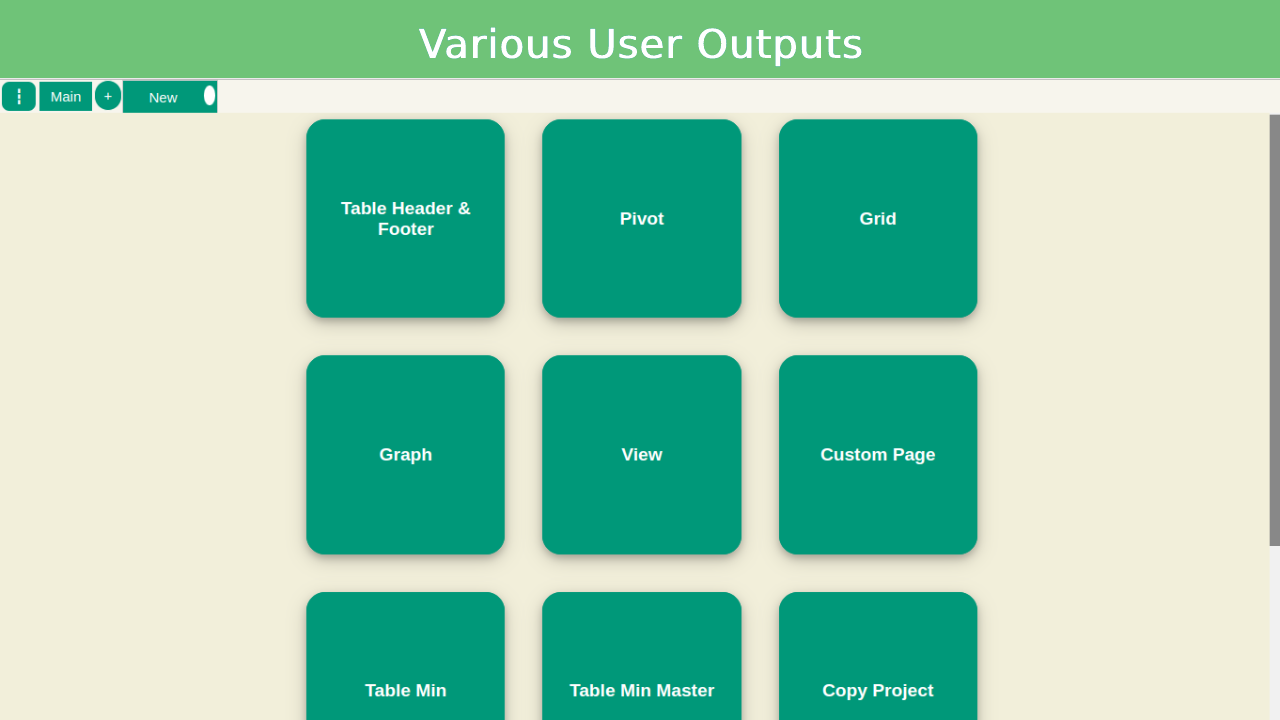 Various User Outputs
Main
+
New
Table Header &
Footer
Pivot
Grid
Graph
View
Custom Page
Table Min
Table Min Master
Copy Project